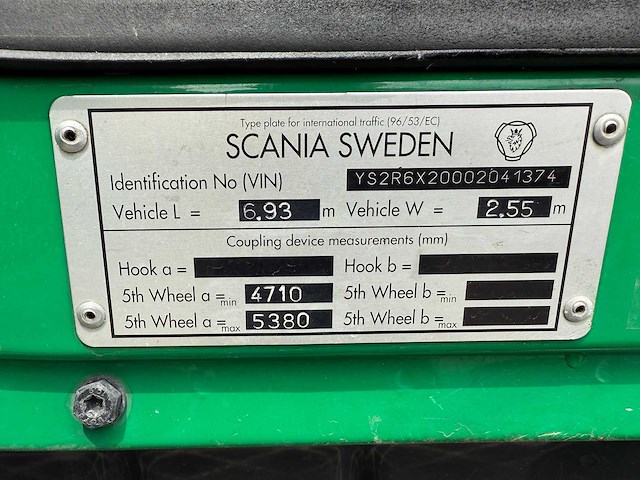 Type plate for international traffic (96/53/EC)
SCANIA SWEDEN
Identification No (VIN) YS2R6X20002041374
Vehicle L = 6.93 m Vehicle W = 2.55 m
Coupling device measurements (mm)
Hook a = Hook b =
5th Wheel a =min 4710 5th Wheel b =min
5th Wheel a =max 5380 5th Wheel b =max